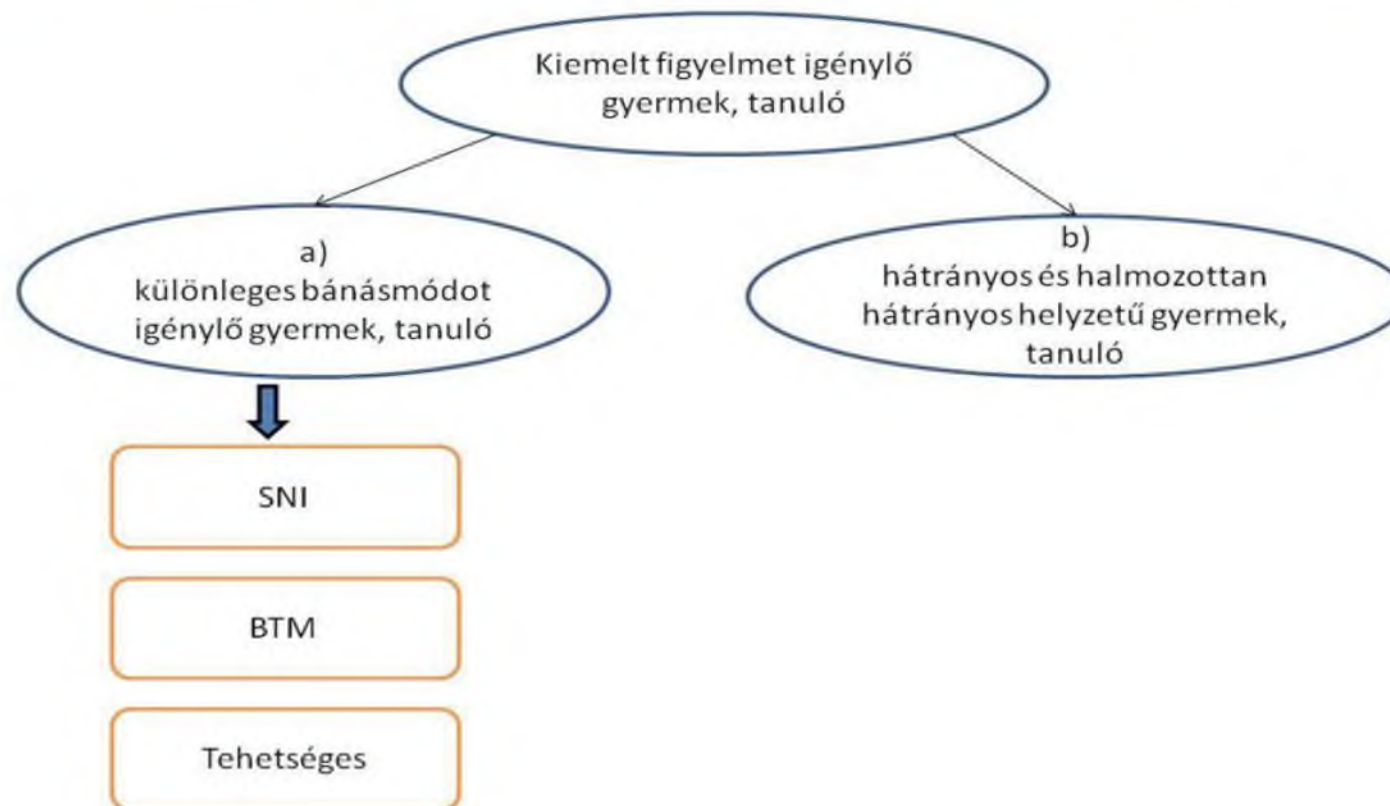 Kiemelt figyelmet igénylő
gyermek, tanuló
a)
különleges bánásmódot
igénylő gyermek, tanuló
b)
hátrányos és halmozottan
hátrányos helyzetű gyermek,
tanuló
SNI
BTM
Tehetséges